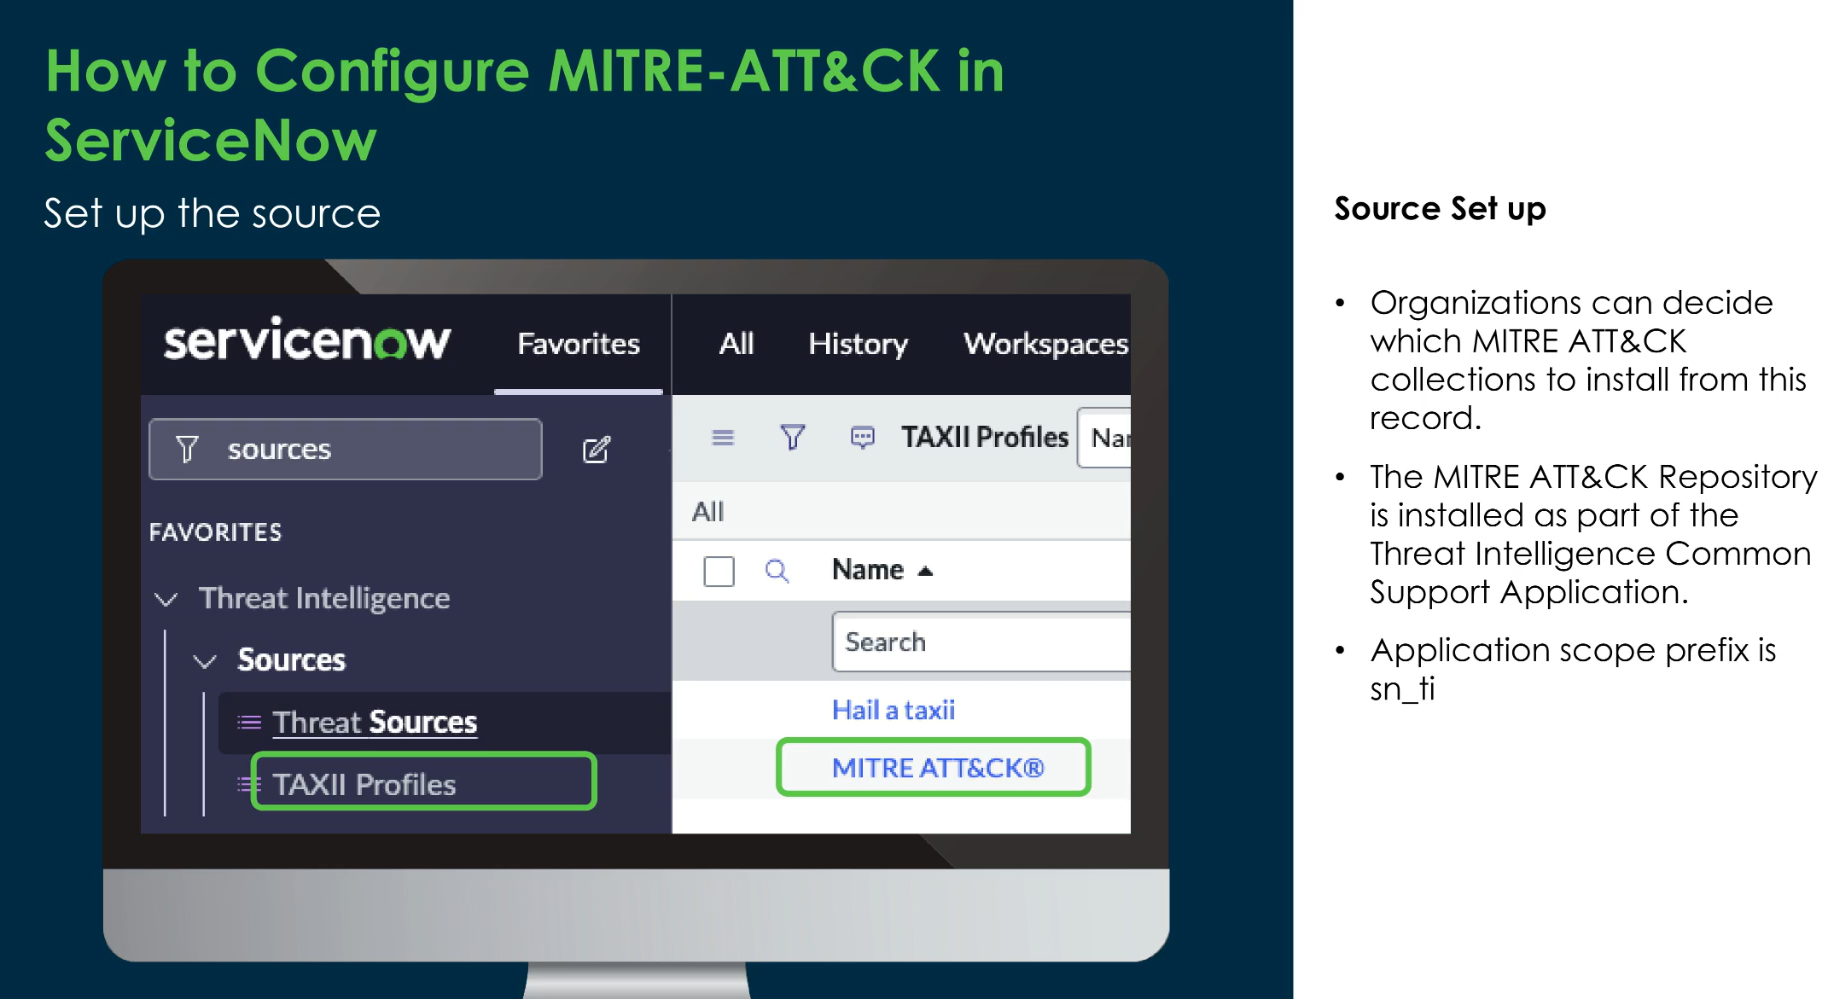 How to Configure MITRE-ATT&CK in
ServiceNow
Set up the source
servicenow
Favorites
All
History
Workspaces
sources
FAVORITES
Threat Intelligence
Sources
Threat Sources
TAXII Profiles
TAXII Profiles
All
Name
Search
Hail a taxii
MITRE ATT&CK®
Source Set up
• Organizations can decide
which MITRE ATT&CK
collections to install from this
record.
• The MITRE ATT&CK Repository
is installed as part of the
Threat Intelligence Common
Support Application.
• Application scope prefix is
sn_ti